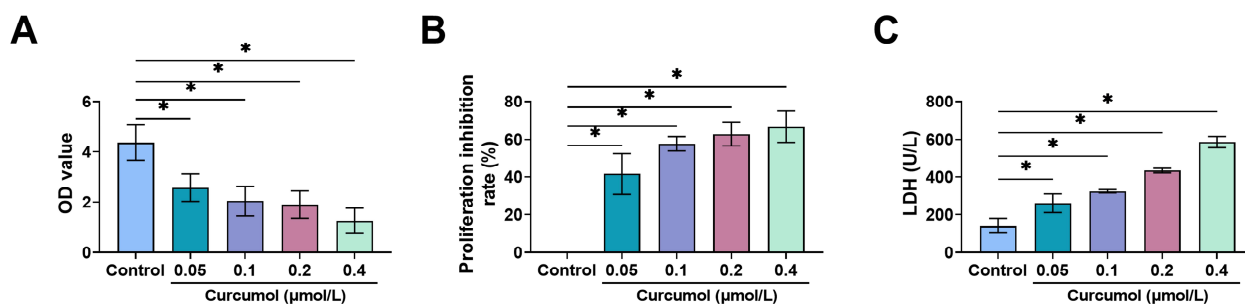 A
OD value
6
4
2
0
*
*
*
*
Control
0.05
0.1
0.2
0.4
Curcumol (μmol/L)
B
Proliferation inhibition
rate (%)
80
60
40
20
0
*
*
*
*
Control
0.05
0.1
0.2
0.4
Curcumol (μmol/L)
C
LDH (U/L)
800
600
400
200
0
*
*
*
*
Control
0.05
0.1
0.2
0.4
Curcumol (μmol/L)